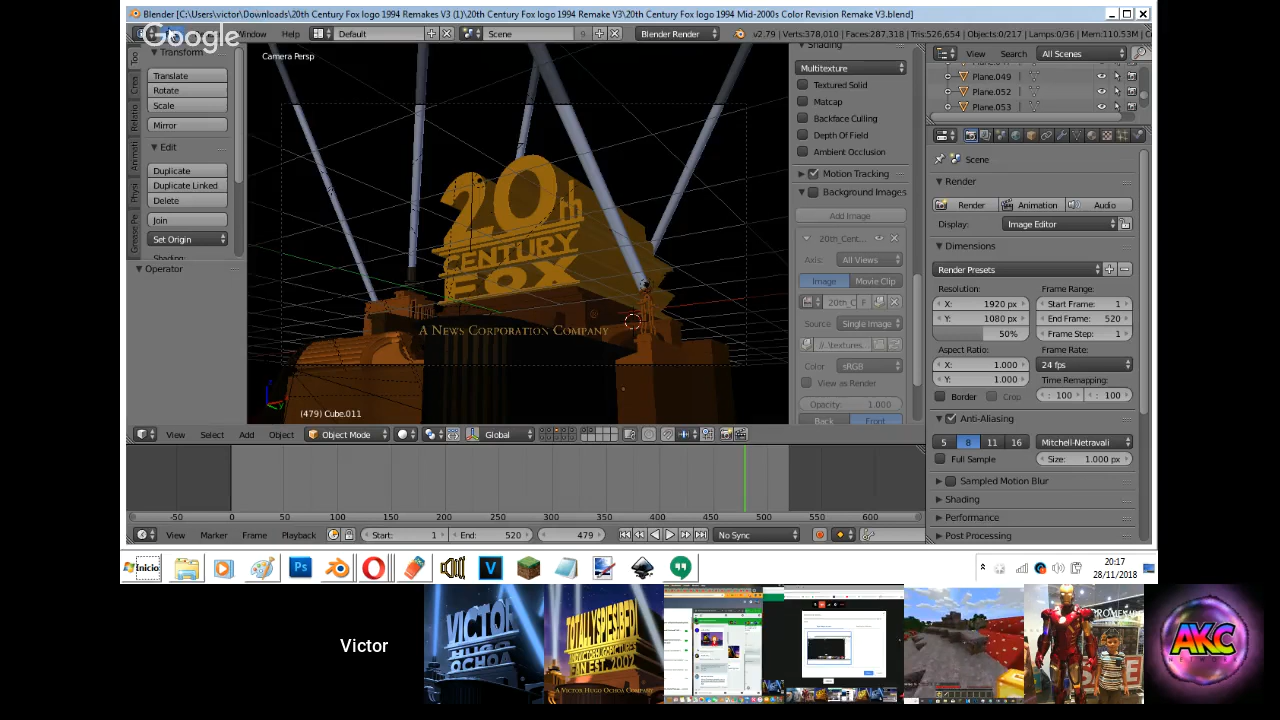 Blender [C:\Users\victor\Downloads\20th Century Fox logo 1994 Remakes V3 (1)\20th Century Fox logo 1994 Remake V3\20th Century Fox logo 1994 Mid-2000s Color Revision Remake V3.blend]
Google
Window Help Default Scene 9 Blender Render v2.79 | Verts:378,010 | Faces:287,318 | Tris:526,654 | Objects:0/217 | Lamps:0/36 | Mem:110.53M
View Search All Scenes
Transform
Translate
Rotate
Scale
Mirror
Edit
Duplicate
Duplicate Linked
Delete
Join
Set Origin
Operator
Camera Persp
20th
CENTURY
FOX
A NEWS CORPORATION COMPANY
(479) Cube.011
Shading
Multitexture
Textured Solid
Matcap
Backface Culling
Depth Of Field
Ambient Occlusion
Motion Tracking
Background Images
Add Image
20th_Cent...
Axis: All Views
Image Movie Clip
20th_C F
Source Single Image
Color sRGB
View as Render
Opacity: 1.000
Back Front
Plane.049
Plane.052
Plane.053
Scene
Render
Render Animation Audio
Display: Image Editor
Dimensions
Render Presets
Resolution: Frame Range:
X: 1920 px Start Frame: 1
Y: 1080 px End Frame: 520
50% Frame Step: 1
Aspect Ratio: Frame Rate:
X: 1.000 24 fps
Y: 1.000 Time Remapping:
Border Crop : 100 : 100
Anti-Aliasing
5 8 11 16 Mitchell-Netravali
Full Sample Size: 1.000 px
Sampled Motion Blur
Shading
Performance
Post Processing
View Select Add Object Object Mode Global
-50 0 50 100 150 200 250 300 350 400 450 500 550 600
View Marker Frame Playback Start: 1 End: 520 479 No Sync
Inicio
Ps
V
20:17
28/04/2018
Victor
VICTOR
A VICTOR HUGO OCHOA COMPANY
AKC